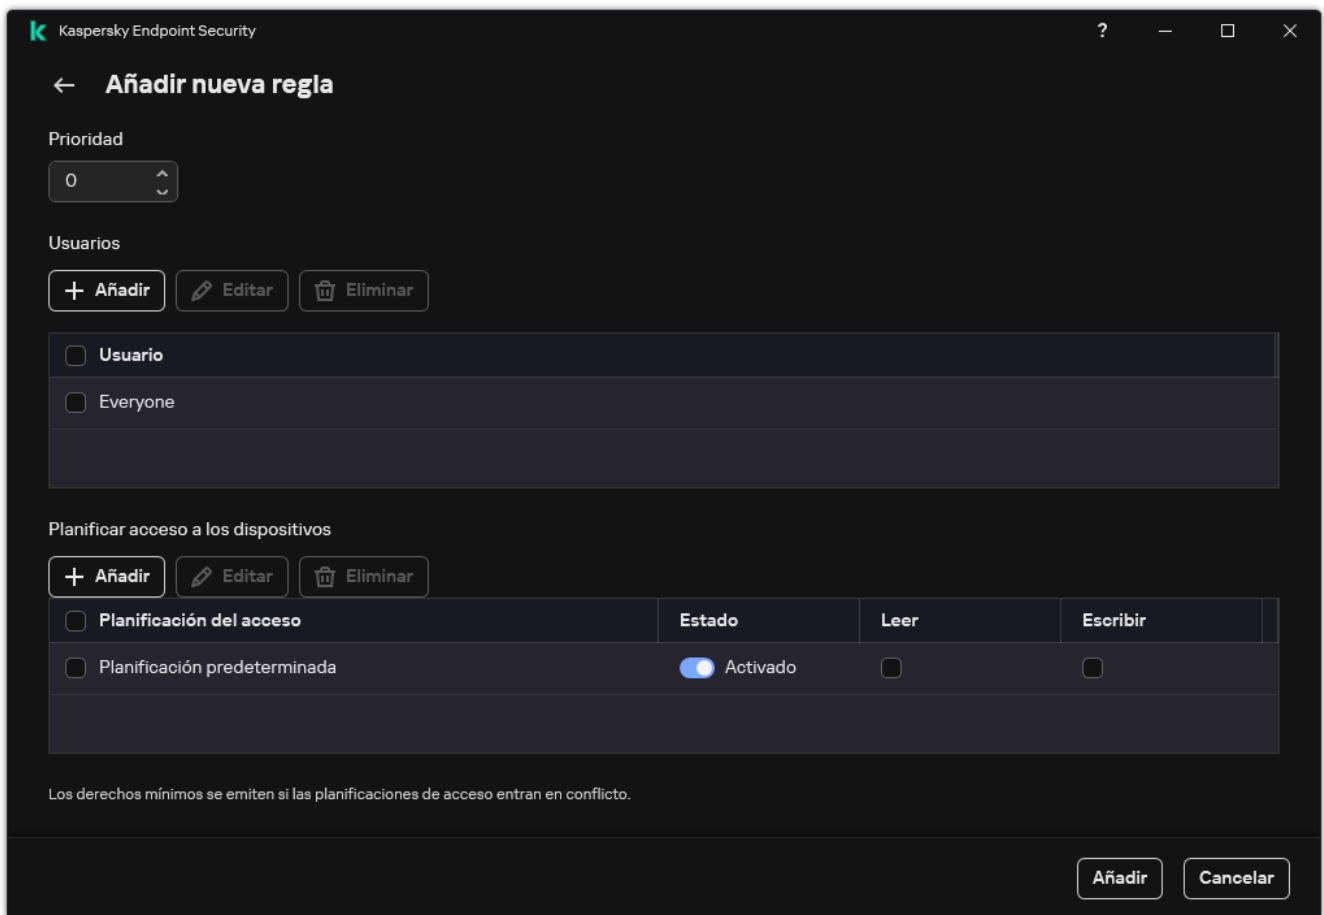 Kaspersky Endpoint Security ?
Añadir nueva regla
Prioridad
0
Usuarios
Añadir Editar Eliminar
Usuario
Everyone
Planificar acceso a los dispositivos
Añadir Editar Eliminar
Planificación del acceso Estado Leer Escribir
Planificación predeterminada Activado
Los derechos mínimos se emiten si las planificaciones de acceso entran en conflicto.
Añadir Cancelar